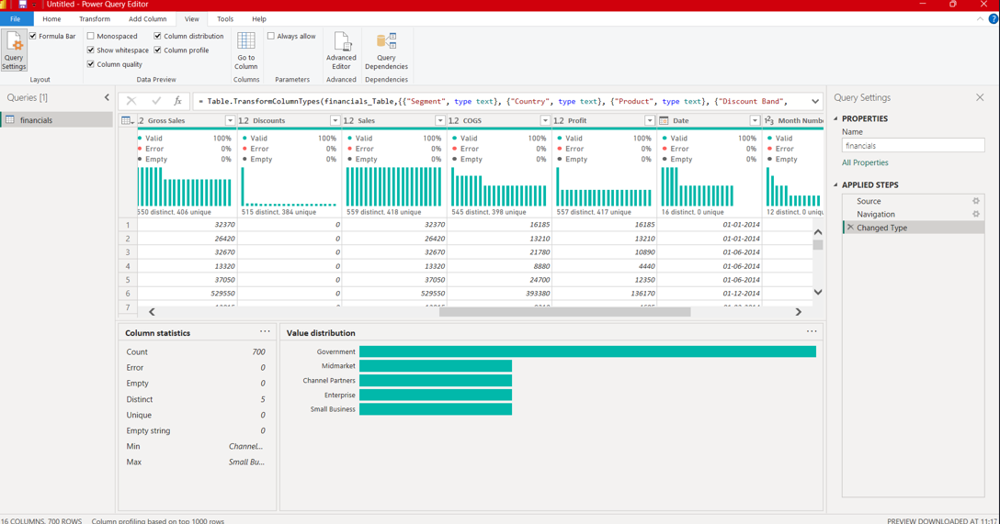 Untitled - Power Query Editor
File Home Transform Add Column View Tools Help
Query Settings
Formula Bar
Layout
Monospaced
Show whitespace
Column quality
Column distribution
Column profile
Data Preview
Go to Column
Columns
Always allow
Parameters
Advanced Editor
Advanced
Query Dependencies
Dependencies
Queries [1]
financials
fx = Table.TransformColumnTypes(financials_Table,{{"Segment", type text}, {"Country", type text}, {"Product", type text}, {"Discount Band",
.2 Gross Sales 1.2 Discounts 1.2 Sales 1.2 COGS 1.2 Profit Date 123 Month Numbe
Valid 100% Valid 100% Valid 100% Valid 100% Valid 100% Valid 100% Valid
Error 0% Error 0% Error 0% Error 0% Error 0% Error 0% Error
Empty 0% Empty 0% Empty 0% Empty 0% Empty 0% Empty 0% Empty
550 distinct, 406 unique 515 distinct, 384 unique 559 distinct, 418 unique 545 distinct, 398 unique 557 distinct, 417 unique 16 distinct, 0 unique 12 distinct, 0 uniqu
1 32370 0 32370 16185 16185 01-01-2014
2 26420 0 26420 13210 13210 01-01-2014
3 32670 0 32670 21780 10890 01-06-2014
4 13320 0 13320 8880 4440 01-06-2014
5 37050 0 37050 24700 12350 01-06-2014
6 529550 0 529550 393380 136170 01-12-2014
7
Column statistics
Count 700
Error 0
Empty 0
Distinct 5
Unique 0
Empty string 0
Min Channel...
Max Small Bu...
Value distribution
Government
Midmarket
Channel Partners
Enterprise
Small Business
Query Settings
PROPERTIES
Name
financials
All Properties
APPLIED STEPS
Source
Navigation
Changed Type
16 COLUMNS, 700 ROWS Column profiling based on top 1000 rows
PREVIEW DOWNLOADED AT 11:17